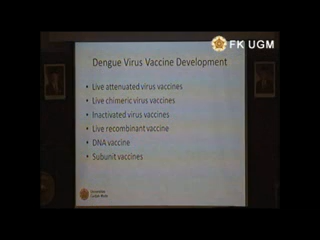 FK UGM
Dengue Virus Vaccine Development
• Live attenuated virus vaccines
• Live chimeric virus vaccines
• Inactivated virus vaccines
• Live recombinant vaccine
• DNA vaccine
• Subunit vaccines